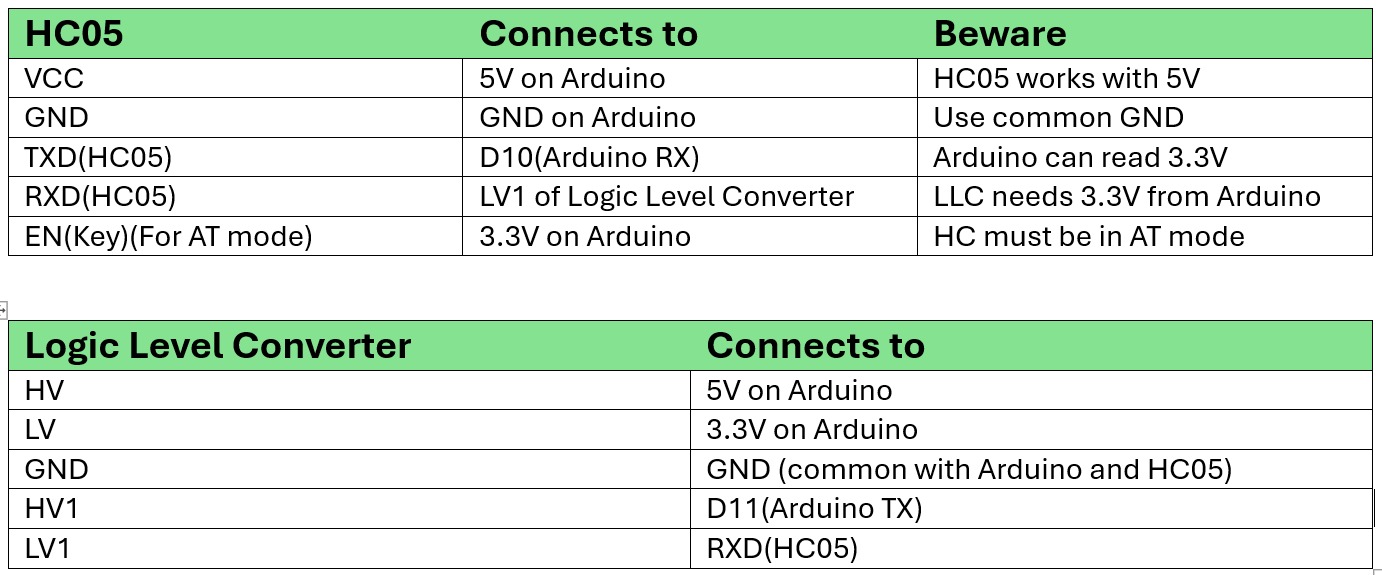 HC05 Connects to Beware
VCC 5V on Arduino HC05 works with 5V
GND GND on Arduino Use common GND
TXD(HC05) D10(Arduino RX) Arduino can read 3.3V
RXD(HC05) LV1 of Logic Level Converter LLC needs 3.3V from Arduino
EN(Key)(For AT mode) 3.3V on Arduino HC must be in AT mode
Logic Level Converter Connects to
HV 5V on Arduino
LV 3.3V on Arduino
GND GND (common with Arduino and HC05)
HV1 D11(Arduino TX)
LV1 RXD(HC05)